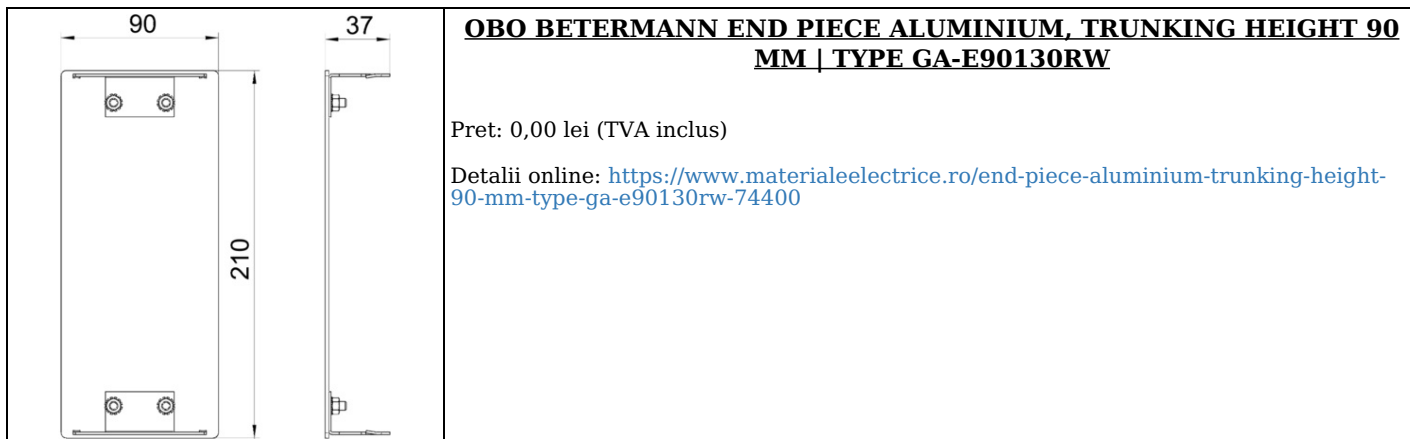 90
37
210
OBO BETERMANN END PIECE ALUMINIUM, TRUNKING HEIGHT 90
MM | TYPE GA-E90130RW
Pret: 0,00 lei (TVA inclus)
Detalii online: https://www.materialeelectrice.ro/end-piece-aluminium-trunking-height-
90-mm-type-ga-e90130rw-74400